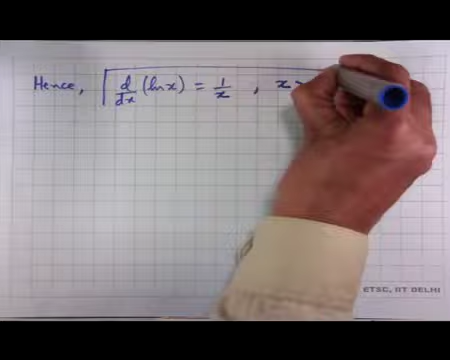 Hence, d/dx (ln x) = 1/x , x >
ETSC, IIT DELHI